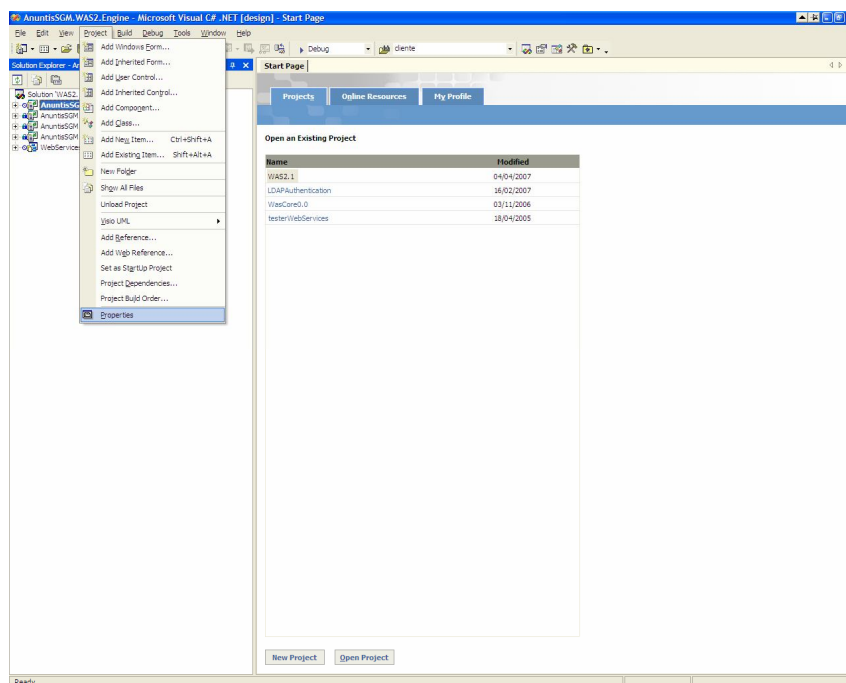 AnuntisSGM.WAS2.Engine - Microsoft Visual C# .NET [design] - Start Page
File Edit View Project Build Debug Tools Window Help
Debug cliente
Solution Explorer - An
Solution 'WAS2.
AnuntisSG
AnuntisSGM
AnuntisSGM
AnuntisSGM
WebService
Add Windows Form...
Add Inherited Form...
Add User Control...
Add Inherited Control...
Add Component...
Add Class...
Add New Item... Ctrl+Shift+A
Add Existing Item... Shift+Alt+A
New Folder
Show All Files
Unload Project
Visio UML
Add Reference...
Add Web Reference...
Set as StartUp Project
Project Dependencies...
Project Build Order...
Properties
Start Page
Projects Online Resources My Profile
Open an Existing Project
Name Modified
WAS2.1 04/04/2007
LDAPAuthentication 16/02/2007
WasCore0.0 03/11/2006
testerWebServices 18/04/2005
New Project Open Project
Ready